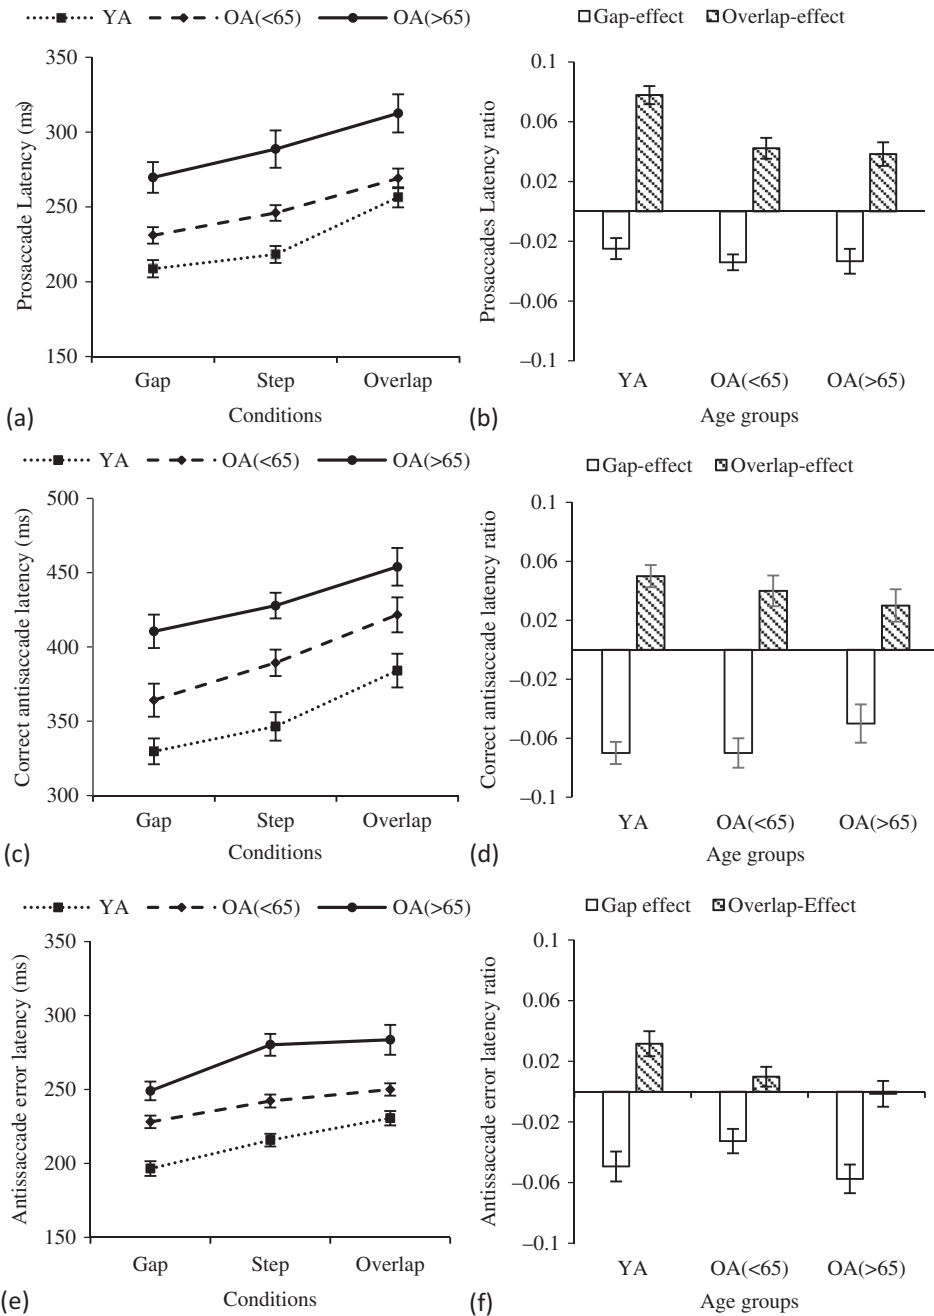 YA OA(<65) OA(>65)
350
300
250
200
150
Prosaccade Latency (ms)
Gap Step Overlap
Conditions
(a)
Gap-effect Overlap-effect
0.1
0.06
0.02
−0.02
−0.06
−0.1
Prosaccades Latency ratio
YA OA(<65) OA(>65)
Age groups
(b)
YA OA(<65) OA(>65)
500
450
400
350
300
Correct antisaccade latency (ms)
Gap Step Overlap
Conditions
(c)
Gap-effect Overlap-effect
0.1
0.06
0.02
−0.02
−0.06
−0.1
Correct antisaccade latency ratio
YA OA(<65) OA(>65)
Age groups
(d)
YA OA(<65) OA(>65)
350
300
250
200
150
Antissaccade error latency (ms)
Gap Step Overlap
Conditions
(e)
Gap effect Overlap-Effect
0.1
0.06
0.02
−0.02
−0.06
−0.1
Antissaccade error latency ratio
YA OA(<65) OA(>65)
Age groups
(f)